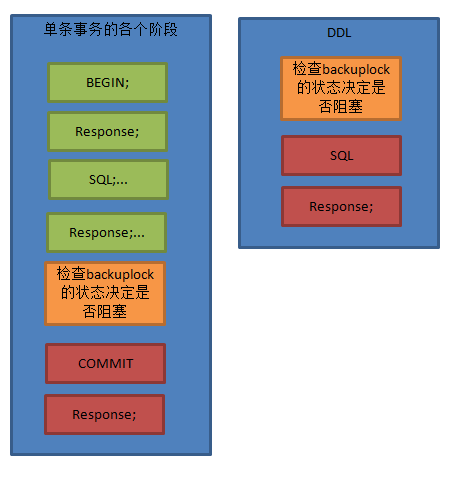 单条事务的各个阶段
BEGIN;
Response;
SQL;...
Response;...
检查backuplock
的状态决定是
否阻塞
COMMIT
Response;
DDL
检查backuplock
的状态决定是
否阻塞
SQL
Response;